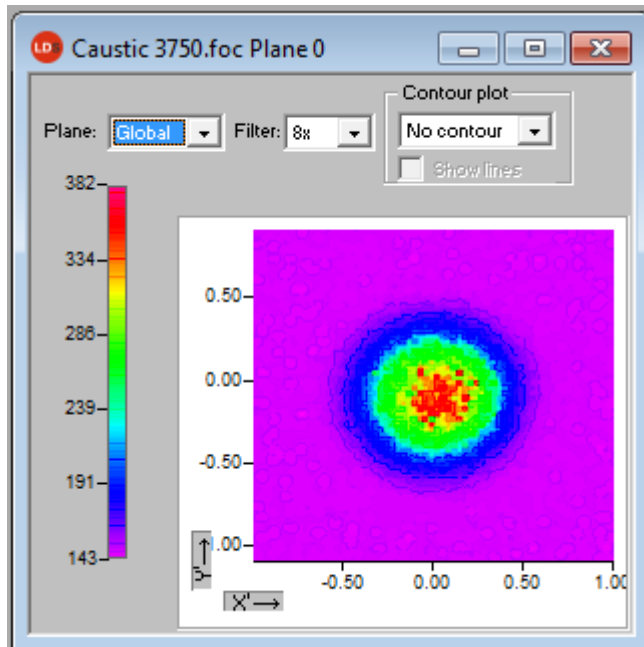 LDS Caustic 3750.foc Plane 0
Contour plot
Plane: Global Filter: 8x No contour
Show lines
382
334
286
239
191
143
0.50
0.00
-0.50
1.00
-0.50 0.00 0.50 1.00
Y'
X'